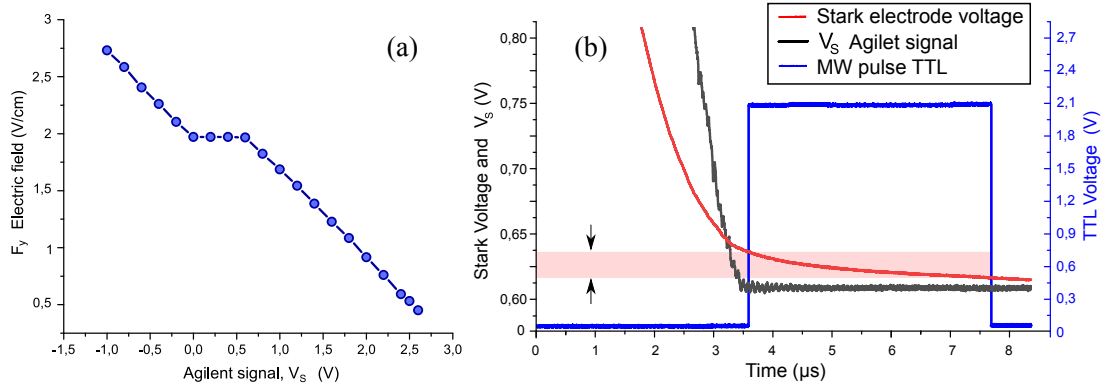 (a)
3
2,5
2
1,5
1
0,5
F_y Electric field (V/cm)
-1,5 -1,0 -0,5 0,0 0,5 1,0 1,5 2,0 2,5 3,0
Agilent signal, V_S (V)
(b)
Stark electrode voltage
V_S Agilet signal
MW pulse TTL
0,80
0,75
0,70
0,65
0,60
0
Stark Voltage and V_S (V)
2,7
2,4
2,1
1,8
1,5
1,2
0,9
0,6
0,3
0
TTL Voltage (V)
0 1 2 3 4 5 6 7 8
Time (µs)